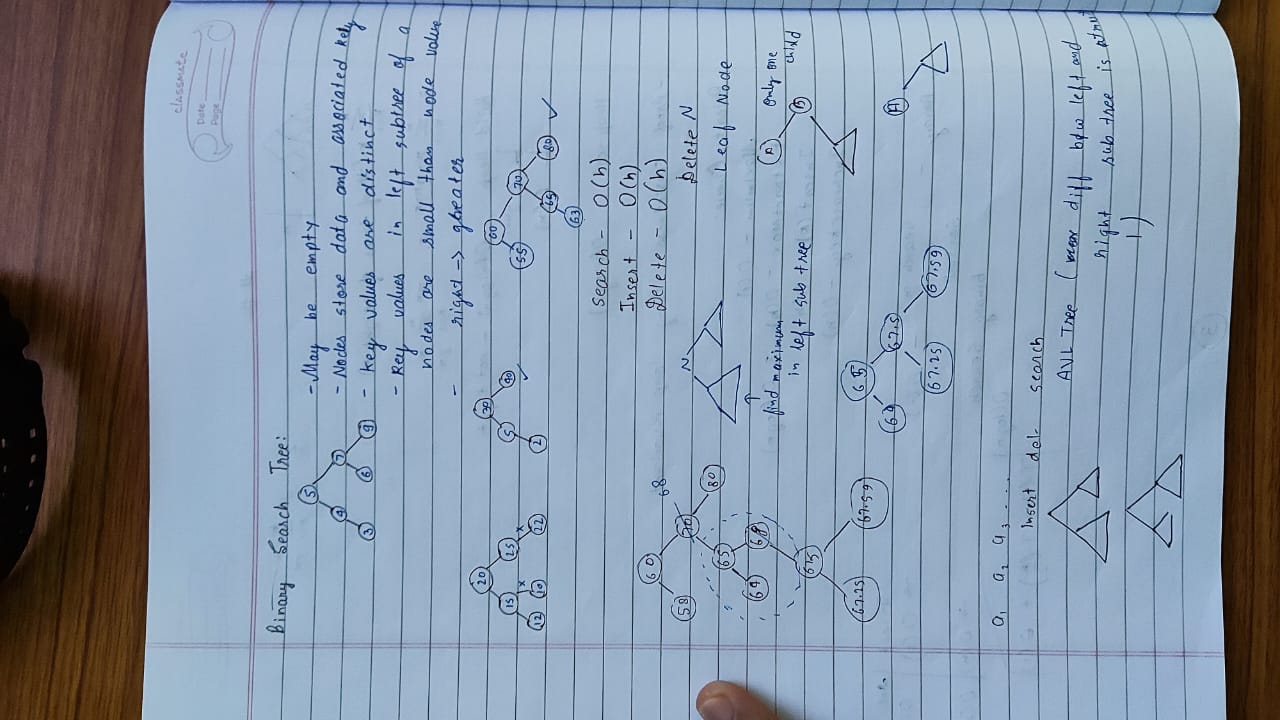 classmate
Date
Page
Binary Search Tree:
- May be empty
- Nodes store data and associated key
- key values are distinct
- Key values in left subtree of a
nodes are small than node value
- right -> greater
5
4 7
3 6 9
20
15 25
12 x 10 x 22
30
5 40
2
✓
60
55 70
65 80
63
✓
Search - O(h)
Insert - O(h)
Delete - O(h)
60
58 70 68
65 80
64 68
67.5
67.25 67.59
N
Delete N
Leaf Node
↑
find maximum
in left sub tree
A only one
B child
65
64 67.5
67.25 67.59
A
a1 a2 a3 ....
Insert del- search
AVL Tree (max diff b/w left and
right sub tree is atmost
1)